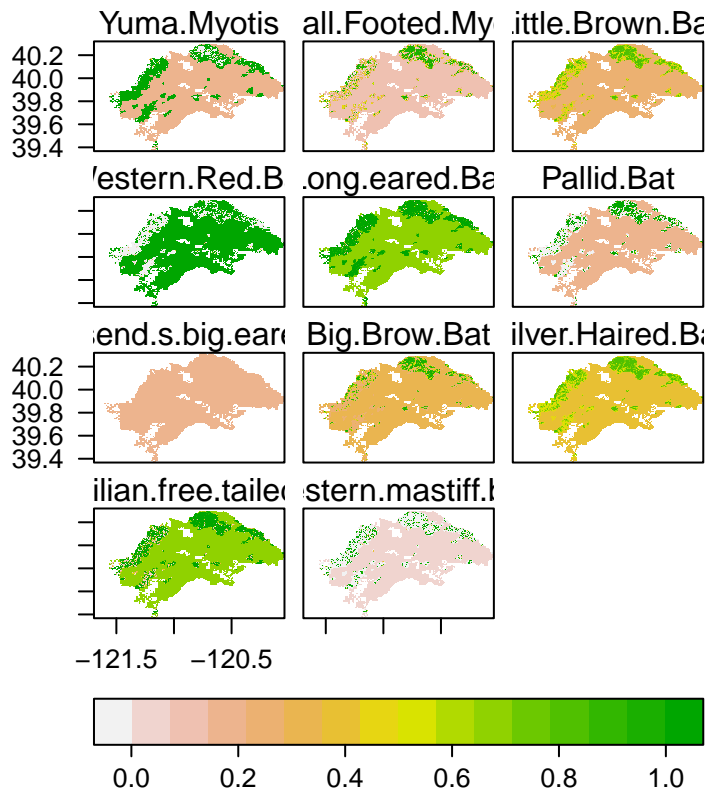 Yuma.Myotis all.Footed.My .ittle.Brown.Ba
40.2
40.0
39.8
39.6
39.4
Vestern.Red.B .ong.eared.Ba Pallid.Bat
send.s.big.eare Big.Brow.Bat ilver.Haired.Ba
40.2
40.0
39.8
39.6
39.4
ilian.free.tailed stern.mastiff.b
−121.5 −120.5
0.0 0.2 0.4 0.6 0.8 1.0